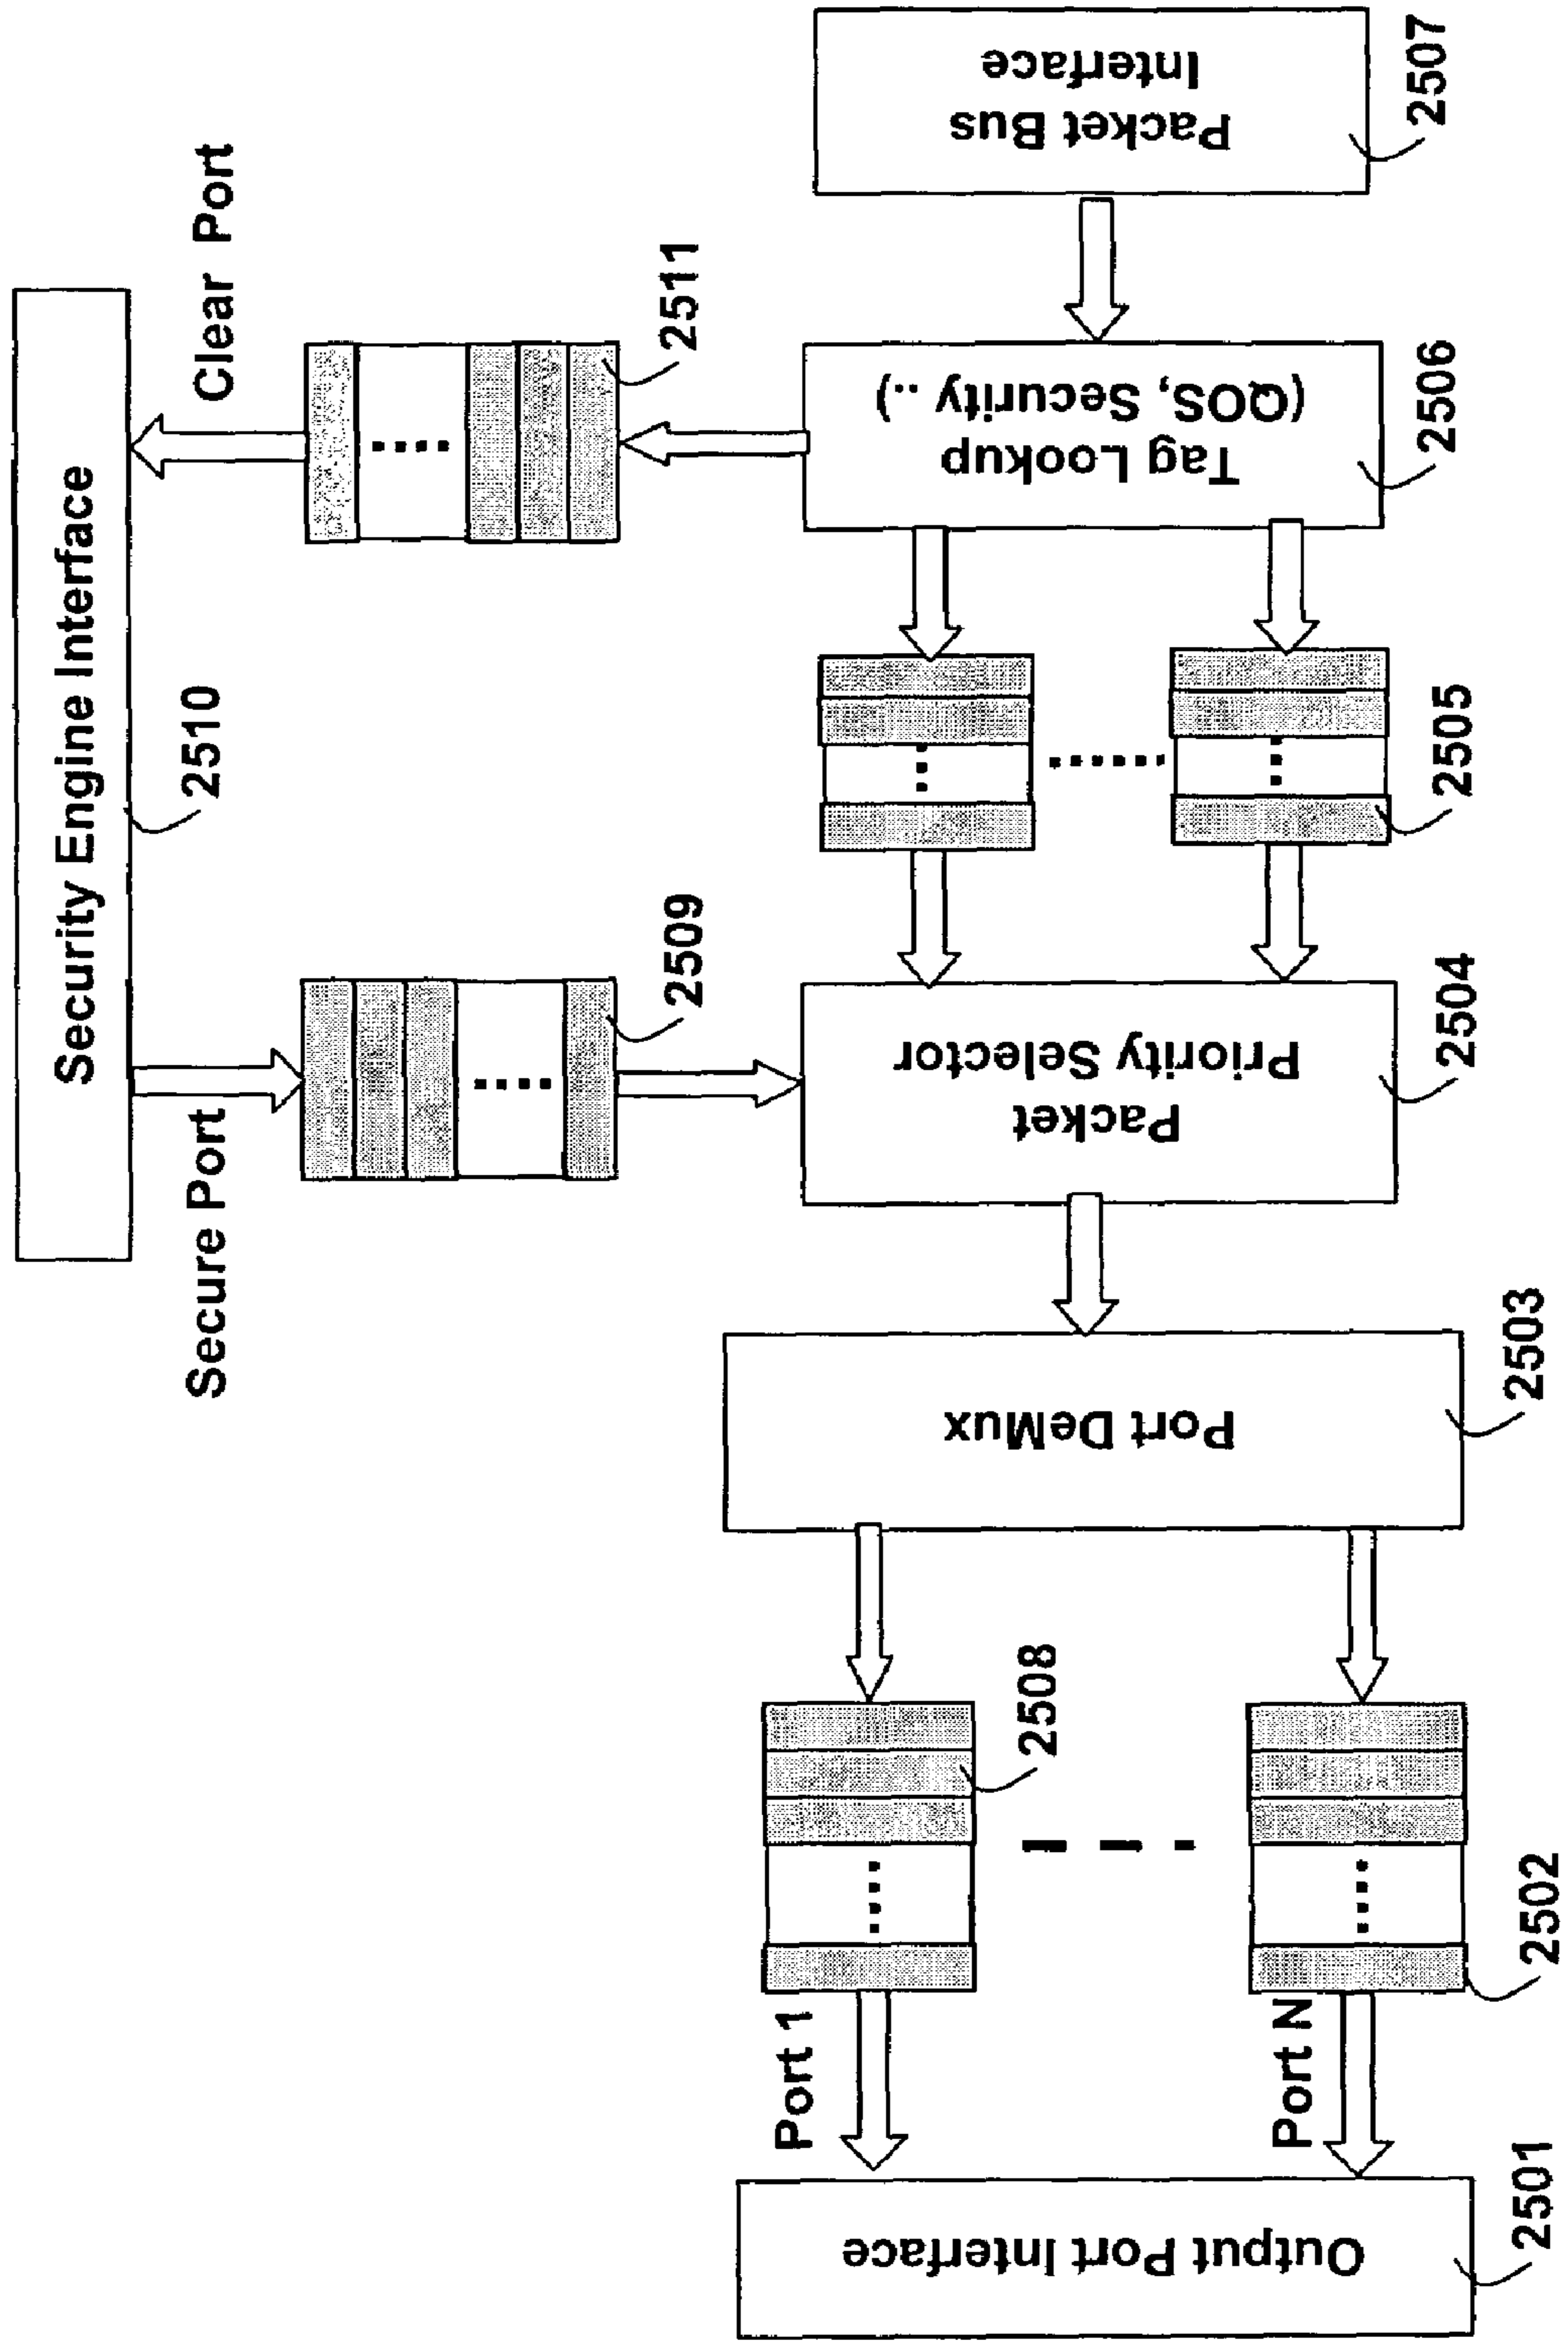 Security Engine Interface
2510
Secure Port
Clear Port
2509
2511
Output Port Interface
2501
Port 1
Port N
2508
2502
Port DeMux
2503
Packet
Priority Selector
2504
2505
Tag Lookup
(QOS, Security ..)
2506
Packet Bus
Interface
2507